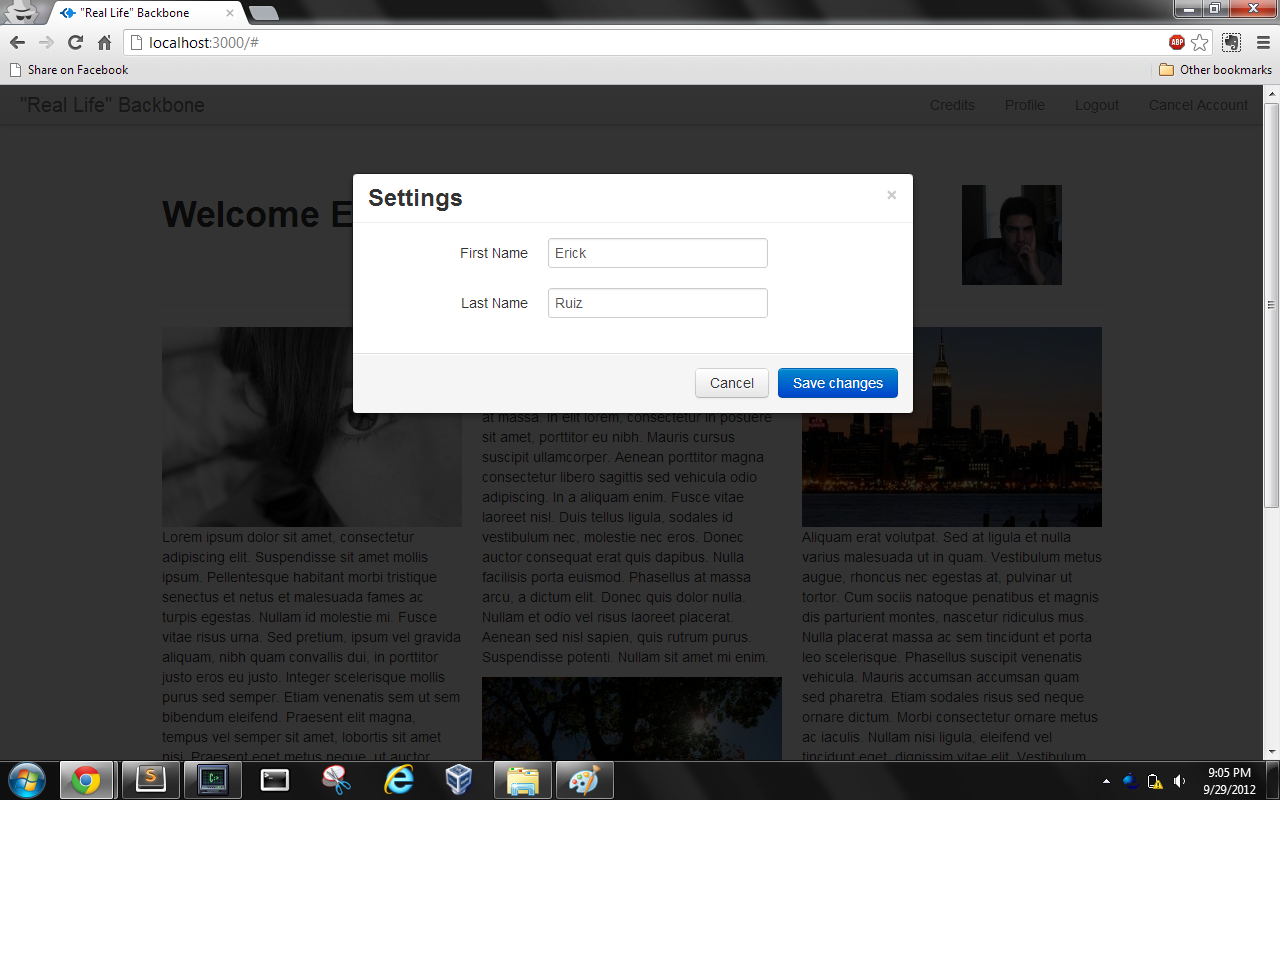 "Real Life" Backbone
localhost:3000/#
ABP
Share on Facebook
Other bookmarks
"Real Life" Backbone
Credits
Profile
Logout
Cancel Account
Welcome E
Settings
×
First Name
Erick
Last Name
Ruiz
Cancel
Save changes
Lorem ipsum dolor sit amet, consectetur
adipiscing elit. Suspendisse sit amet mollis
ipsum. Pellentesque habitant morbi tristique
senectus et netus et malesuada fames ac
turpis egestas. Nullam id molestie mi. Fusce
vitae risus urna. Sed pretium, ipsum vel gravida
aliquam, nibh quam convallis dui, in porttitor
justo eros eu justo. Integer scelerisque mollis
purus sed semper. Etiam venenatis sem ut sem
bibendum eleifend. Praesent elit magna,
tempus vel semper sit amet, lobortis sit amet
nisi. Praesent eget metus neque, ut auctor
at massa. In elit lorem, consectetur in posuere
sit amet, porttitor eu nibh. Mauris cursus
suscipit ullamcorper. Aenean porttitor magna
consectetur libero sagittis sed vehicula odio
adipiscing. In a aliquam enim. Fusce vitae
laoreet nisl. Duis tellus ligula, sodales id
vestibulum nec, molestie nec eros. Donec
auctor consequat erat quis dapibus. Nulla
facilisis porta euismod. Phasellus at massa
arcu, a dictum elit. Donec quis dolor nulla.
Nullam et odio vel risus laoreet placerat.
Aenean sed nisl sapien, quis rutrum purus.
Suspendisse potenti. Nullam sit amet mi enim.
Aliquam erat volutpat. Sed at ligula et nulla
varius malesuada ut in quam. Vestibulum metus
augue, rhoncus nec egestas at, pulvinar ut
tortor. Cum sociis natoque penatibus et magnis
dis parturient montes, nascetur ridiculus mus.
Nulla placerat massa ac sem tincidunt et porta
leo scelerisque. Phasellus suscipit venenatis
vehicula. Mauris accumsan accumsan quam
sed pharetra. Etiam sodales risus sed neque
ornare dictum. Morbi consectetur ornare metus
ac iaculis. Nullam nisi ligula, eleifend vel
tincidunt eget, dignissim vitae elit. Vestibulum
9:05 PM
9/29/2012